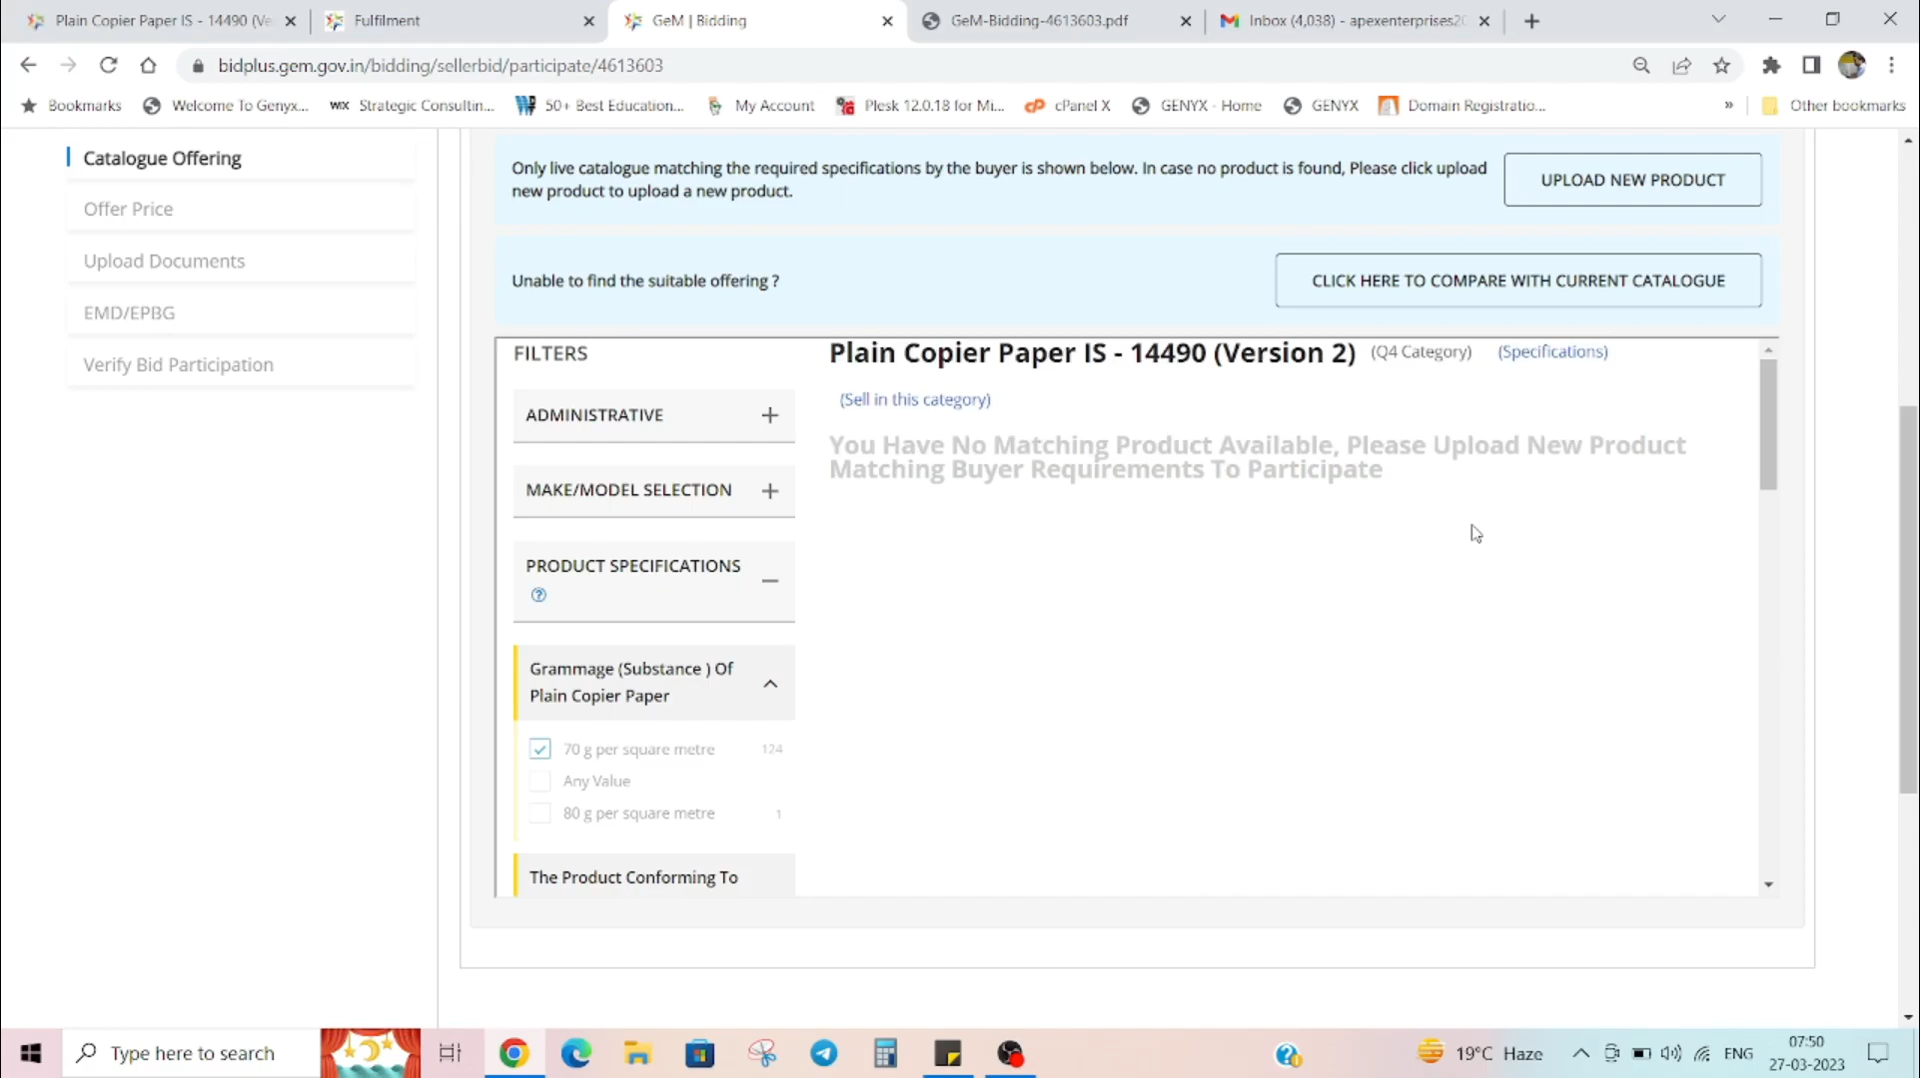 Plain Copier Paper IS - 14490 (Ve
Fulfilment
GeM | Bidding
GeM-Bidding-4613603.pdf
Inbox (4,038) - apexenterprises20
bidplus.gem.gov.in/bidding/sellerbid/participate/4613603
Bookmarks
Welcome To Genyx...
WIX Strategic Consultin...
50+ Best Education...
My Account
Plesk 12.0.18 for Mi...
cP cPanel X
GENYX - Home
GENYX
Domain Registratio...
»
Other bookmarks
Catalogue Offering
Offer Price
Upload Documents
EMD/EPBG
Verify Bid Participation
Only live catalogue matching the required specifications by the buyer is shown below. In case no product is found, Please click upload
new product to upload a new product.
UPLOAD NEW PRODUCT
Unable to find the suitable offering ?
CLICK HERE TO COMPARE WITH CURRENT CATALOGUE
FILTERS
ADMINISTRATIVE +
MAKE/MODEL SELECTION +
PRODUCT SPECIFICATIONS
?
Grammage (Substance ) Of
Plain Copier Paper
70 g per square metre 124
Any Value
80 g per square metre 1
The Product Conforming To
Plain Copier Paper IS - 14490 (Version 2) (Q4 Category) (Specifications)
(Sell in this category)
You Have No Matching Product Available, Please Upload New Product
Matching Buyer Requirements To Participate
Type here to search
19°C Haze
ENG
07:50
27-03-2023